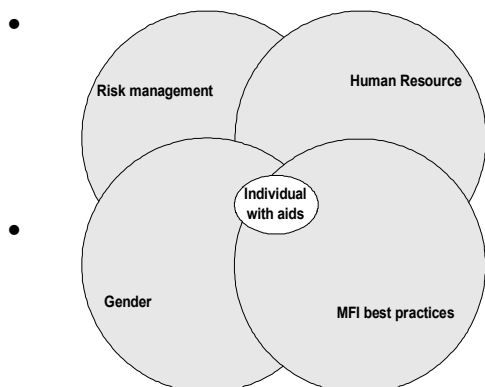 Risk management
Human Resource
Individual
with aids
Gender
MFI best practices